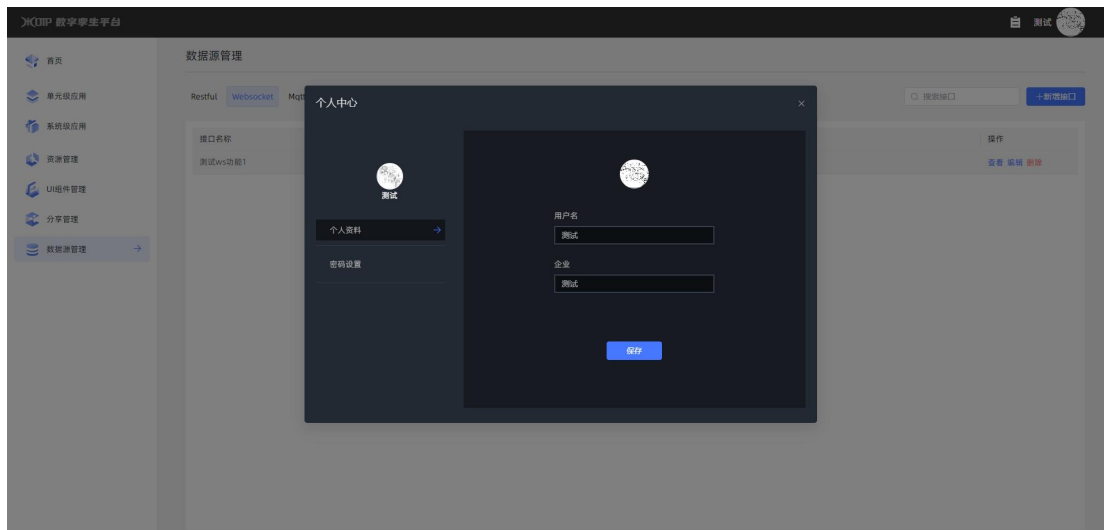 数字孪生平台
测试
首页
单元级应用
系统级应用
资源管理
UI组件管理
分享管理
数据源管理
数据源管理
Restful Websocket
搜索接口
+新增接口
接口名称
操作
测试ws功能1
查看 编辑 删除
个人中心
测试
个人资料
密码设置
用户名
测试
企业
测试
保存